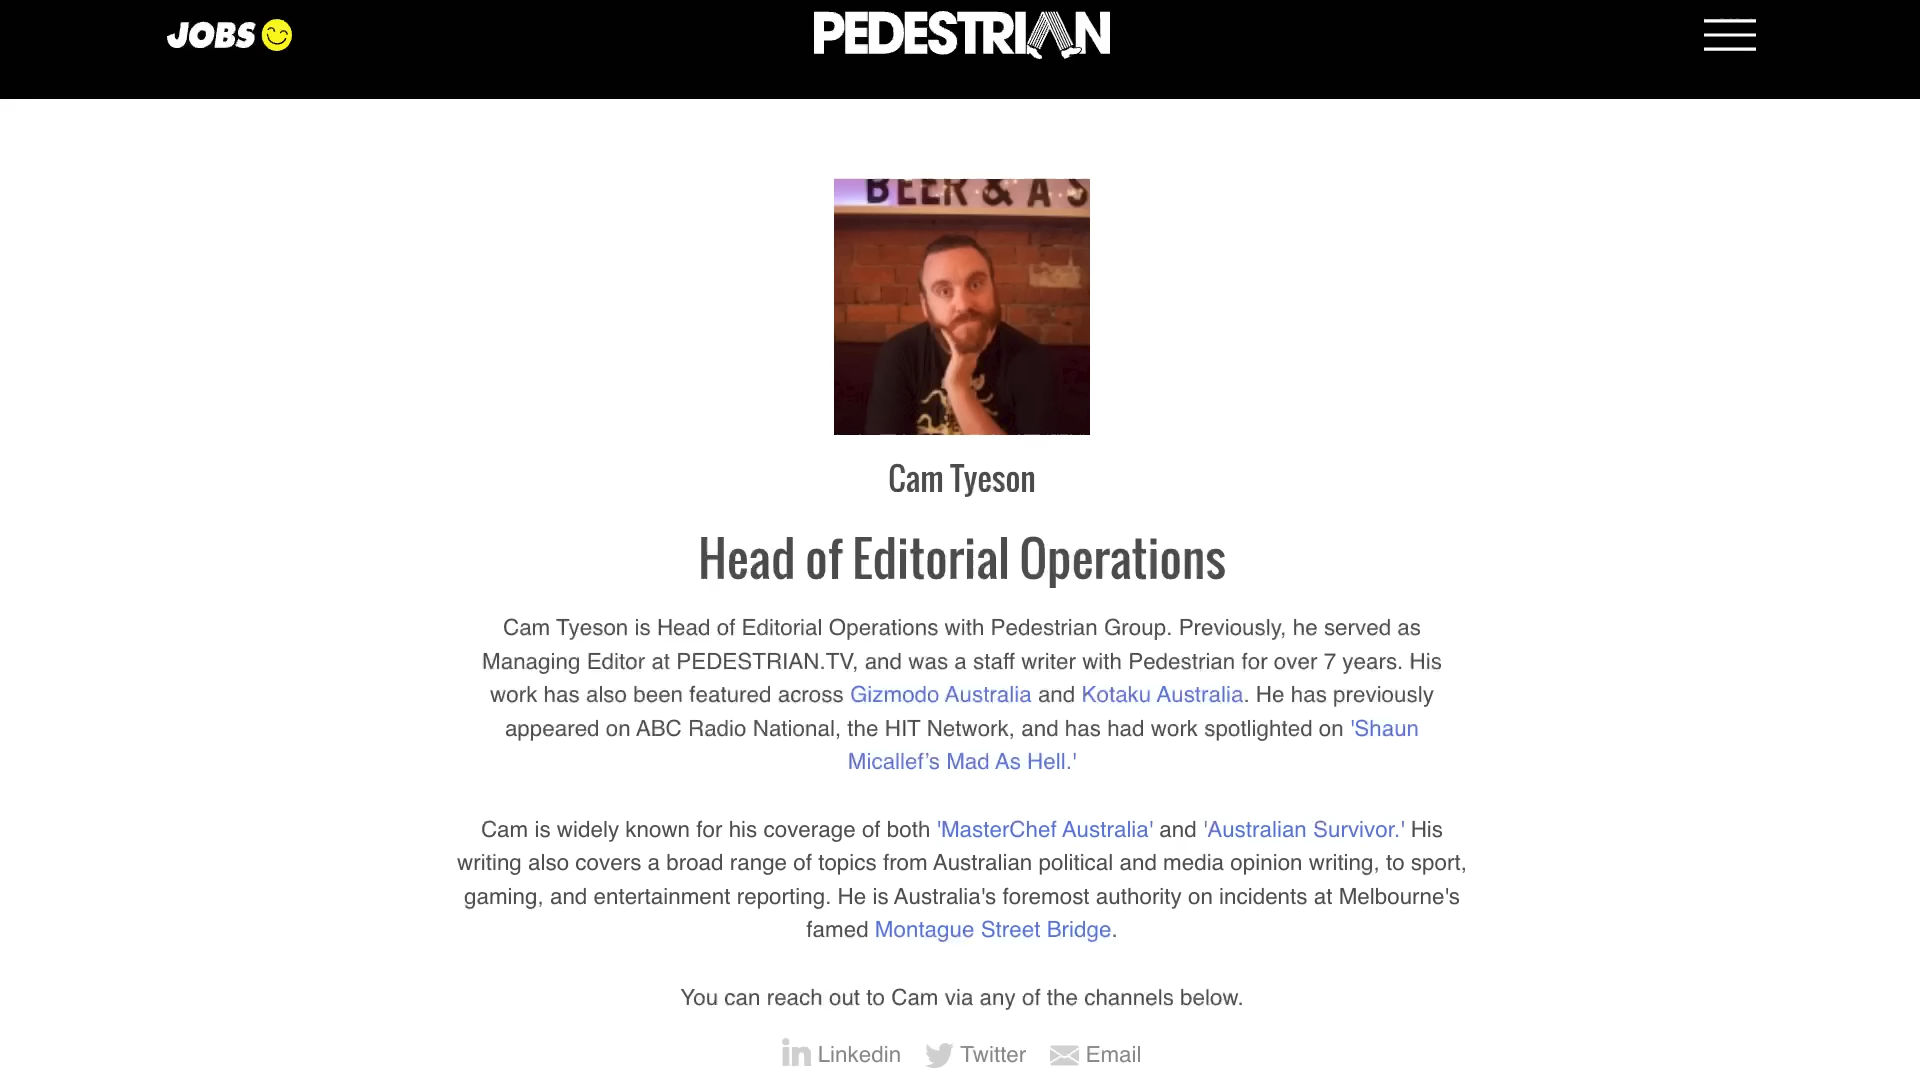 JOBS
PEDESTRIAN
BEER & A S
Cam Tyeson
Head of Editorial Operations
Cam Tyeson is Head of Editorial Operations with Pedestrian Group. Previously, he served as
Managing Editor at PEDESTRIAN.TV, and was a staff writer with Pedestrian for over 7 years. His
work has also been featured across Gizmodo Australia and Kotaku Australia. He has previously
appeared on ABC Radio National, the HIT Network, and has had work spotlighted on 'Shaun
Micallef’s Mad As Hell.'
Cam is widely known for his coverage of both 'MasterChef Australia' and 'Australian Survivor.' His
writing also covers a broad range of topics from Australian political and media opinion writing, to sport,
gaming, and entertainment reporting. He is Australia's foremost authority on incidents at Melbourne's
famed Montague Street Bridge.
You can reach out to Cam via any of the channels below.
Linkedin Twitter Email